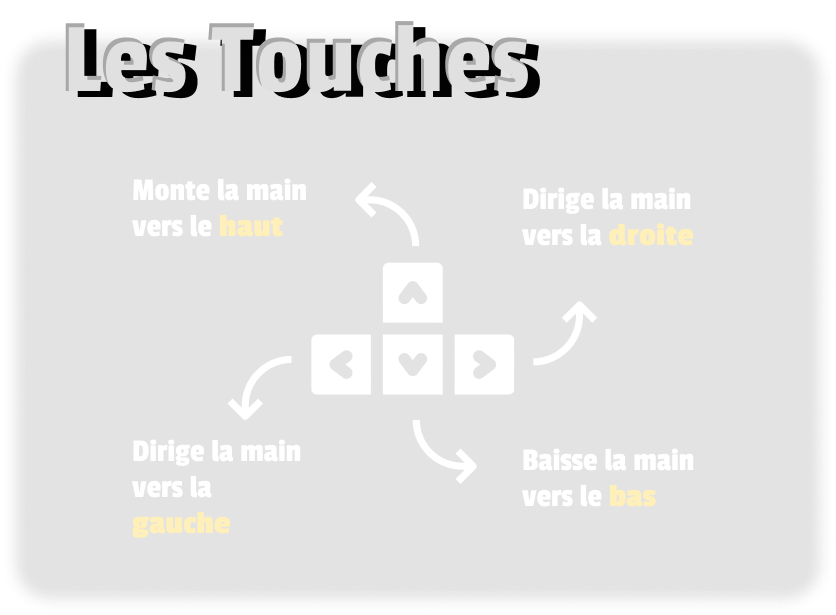 Les Touches
Monte la main
vers le haut
Dirige la main
vers la droite
Dirige la main
vers la
gauche
Baisse la main
vers le bas